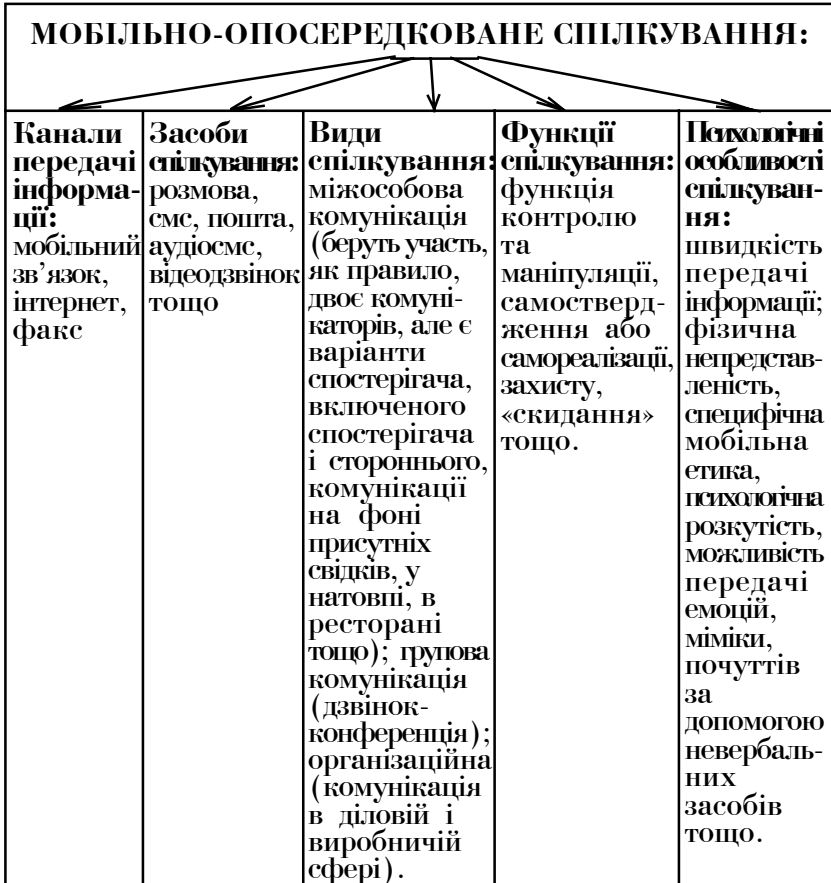 МОБІЛЬНО-ОПОСЕРЕДКОВАНЕ СПІЛКУВАННЯ:
Канали
передачі
інформа-
ції:
мобільний
зв’язок,
інтернет,
факс
Засоби
спілкування:
розмова,
смс, пошта,
аудіосмс,
відеодзвінок
тощо
Види
спілкування:
міжособова
комунікація
(беруть участь,
як правило,
двоє комуні-
каторів, але є
варіанти
спостерігача,
включеного
спостерігача
і стороннього,
комунікації
на фоні
присутніх
свідків, у
натовпі, в
ресторані
тощо); групова
комунікація
(дзвінок-
конференція);
організаційна
(комунікація
в діловій і
виробничій
сфері).
Функції
спілкування:
функція
контролю
та
маніпуляції,
самоствerд-
ження або
самореалізації,
захисту,
«скидання»
тощо.
Психологічні
особливості
спілкуван-
ня:
швидкість
передачі
інформації;
фізична
непредстав-
леність,
специфічна
мобільна
етика,
психологічна
розкутість,
можливість
передачі
емоцій,
міміки,
почуттів
за
допомогою
невербаль-
них
засобів
тощо.